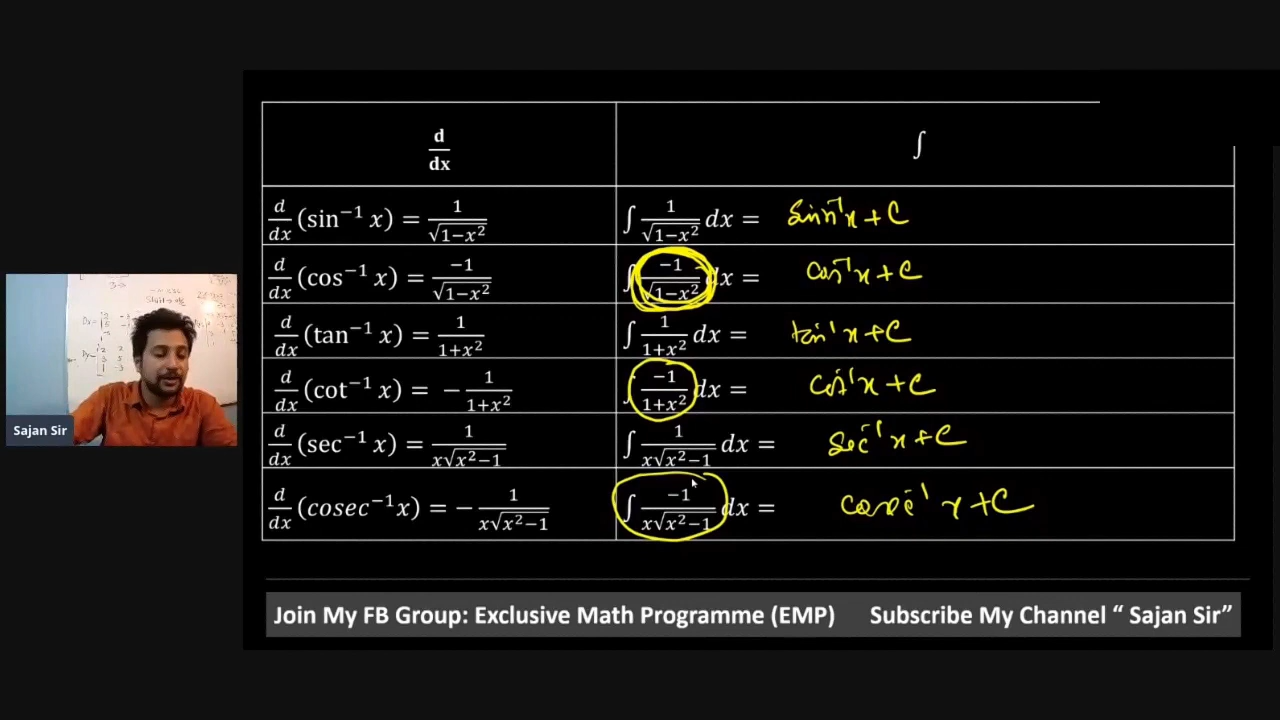 d/dx ∫
d/dx (sin⁻¹ x) = 1/√(1−x²) ∫ 1/√(1−x²) dx = sin⁻¹x + C
d/dx (cos⁻¹ x) = −1/√(1−x²) ∫ −1/√(1−x²) dx = cos⁻¹x + C
d/dx (tan⁻¹ x) = 1/(1+x²) ∫ 1/(1+x²) dx = tan⁻¹x + C
d/dx (cot⁻¹ x) = − 1/(1+x²) ∫ −1/(1+x²) dx = cot⁻¹x + C
d/dx (sec⁻¹ x) = 1/(x√(x²−1)) ∫ 1/(x√(x²−1)) dx = sec⁻¹x + C
d/dx (cosec⁻¹x) = − 1/(x√(x²−1)) ∫ −1/(x√(x²−1)) dx = cosec⁻¹x + C
Sajan Sir
Join My FB Group: Exclusive Math Programme (EMP) Subscribe My Channel “ Sajan Sir”